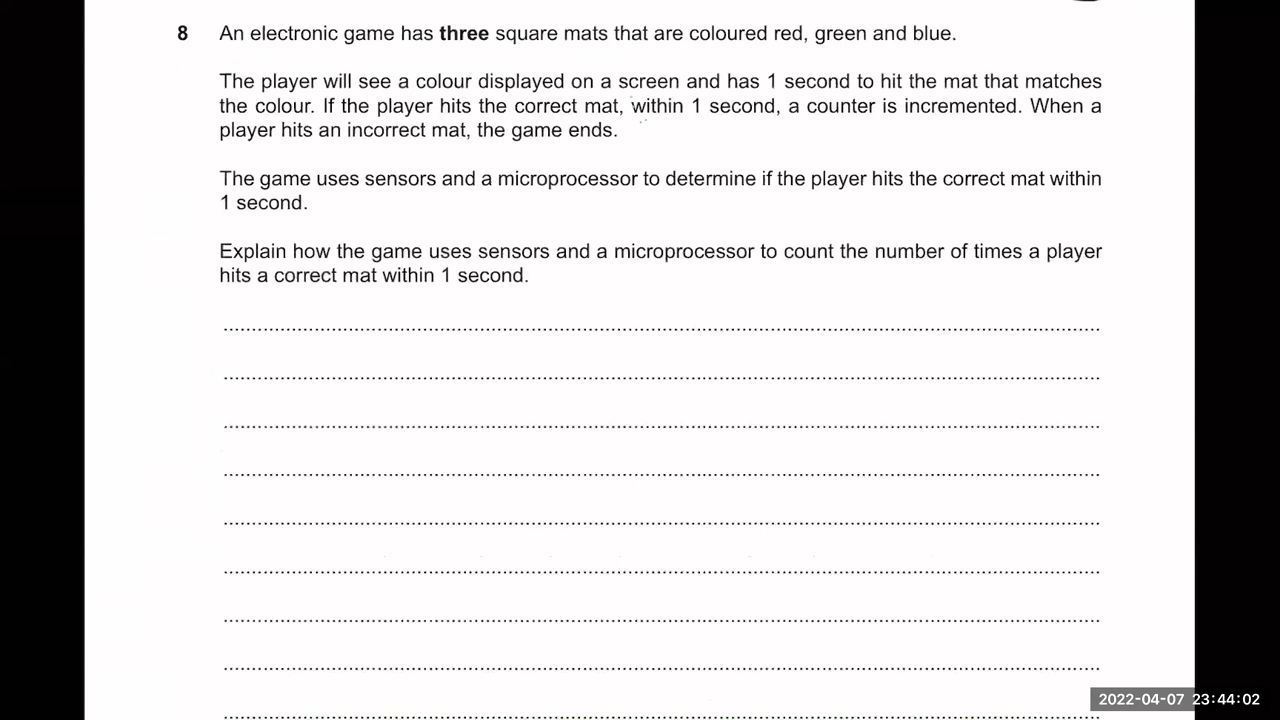 8 An electronic game has three square mats that are coloured red, green and blue.
The player will see a colour displayed on a screen and has 1 second to hit the mat that matches
the colour. If the player hits the correct mat, within 1 second, a counter is incremented. When a
player hits an incorrect mat, the game ends.
The game uses sensors and a microprocessor to determine if the player hits the correct mat within
1 second.
Explain how the game uses sensors and a microprocessor to count the number of times a player
hits a correct mat within 1 second.
2022-04-07 23:44:02